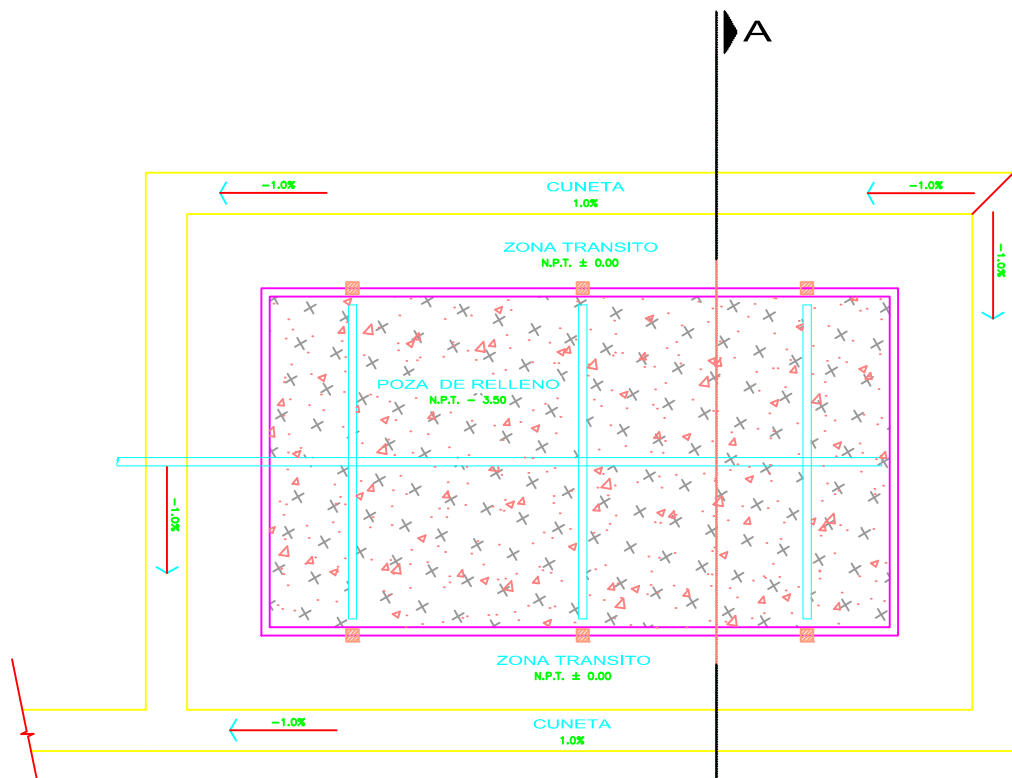 A
-1.0%
CUNETA
1.0%
-1.0%
-1.0%
ZONA TRANSITO
N.P.T. ± 0.00
POZA DE RELLENO
N.P.T. - 3.50
-1.0%
ZONA TRANSITO
N.P.T. ± 0.00
-1.0%
CUNETA
1.0%